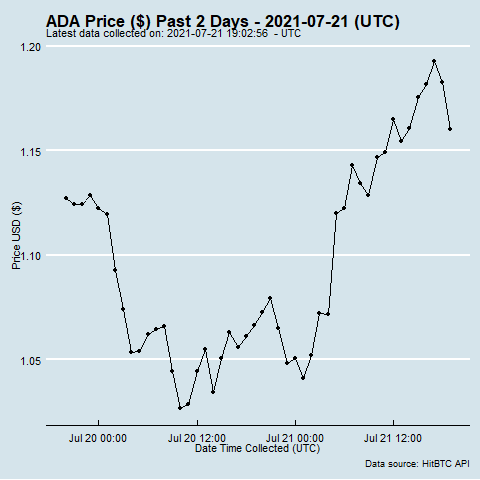 ADA Price ($) Past 2 Days - 2021-07-21 (UTC)
Latest data collected on: 2021-07-21 19:02:56  - UTC
1.20
1.15
1.10
1.05
Price USD ($)
Jul 20 00:00 Jul 20 12:00 Jul 21 00:00 Jul 21 12:00
Date Time Collected (UTC)
Data source: HitBTC API